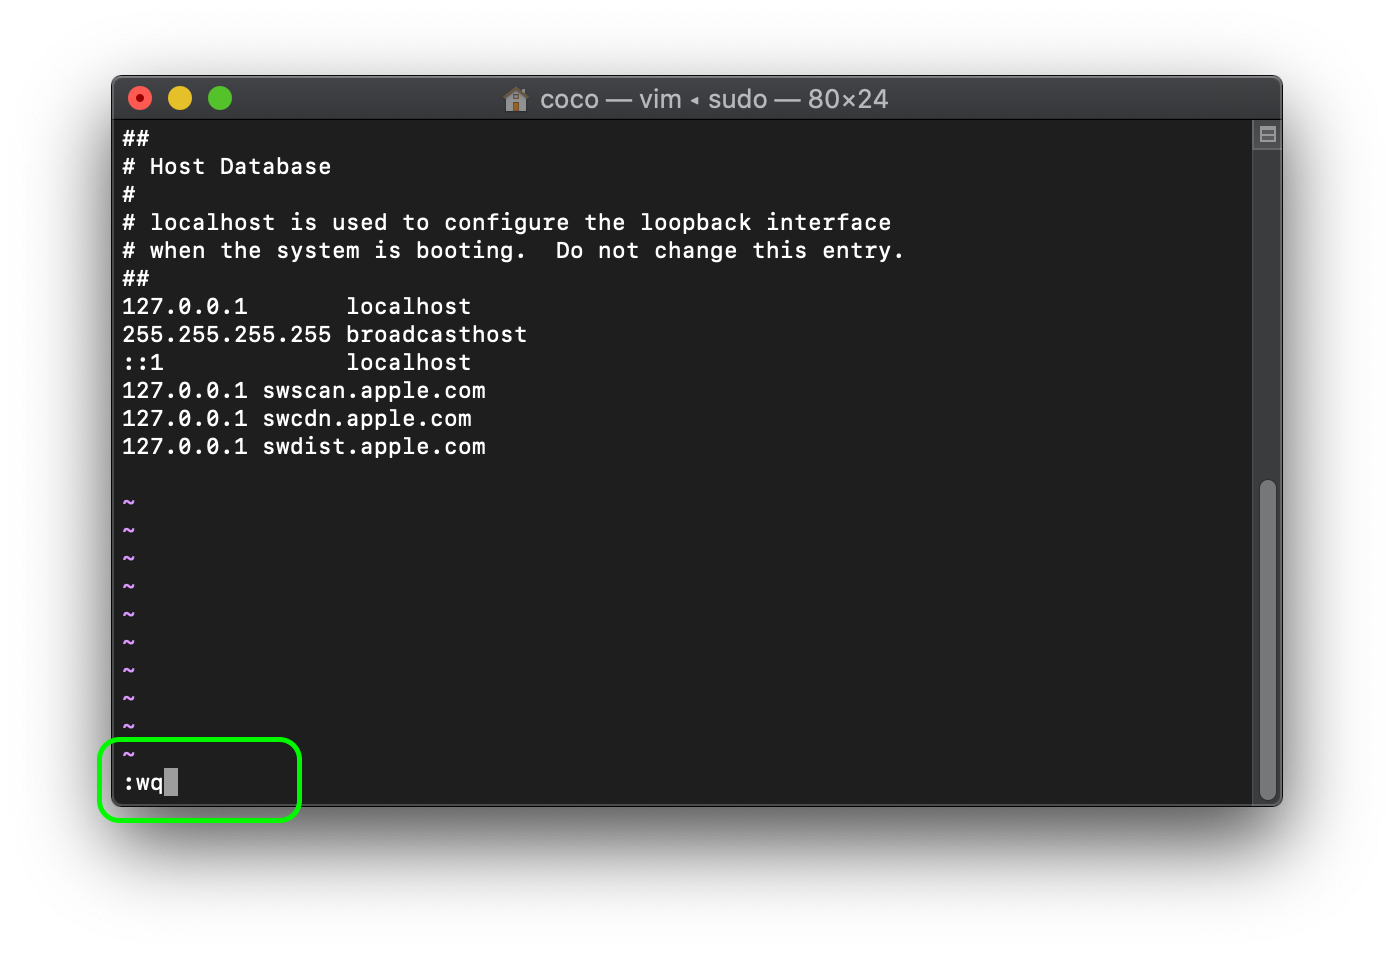 coco — vim ◂ sudo — 80×24
##
# Host Database
#
# localhost is used to configure the loopback interface
# when the system is booting.  Do not change this entry.
##
127.0.0.1       localhost
255.255.255.255 broadcasthost
::1             localhost
127.0.0.1 swscan.apple.com
127.0.0.1 swcdn.apple.com
127.0.0.1 swdist.apple.com
~
~
~
~
~
~
~
~
~
~
:wq